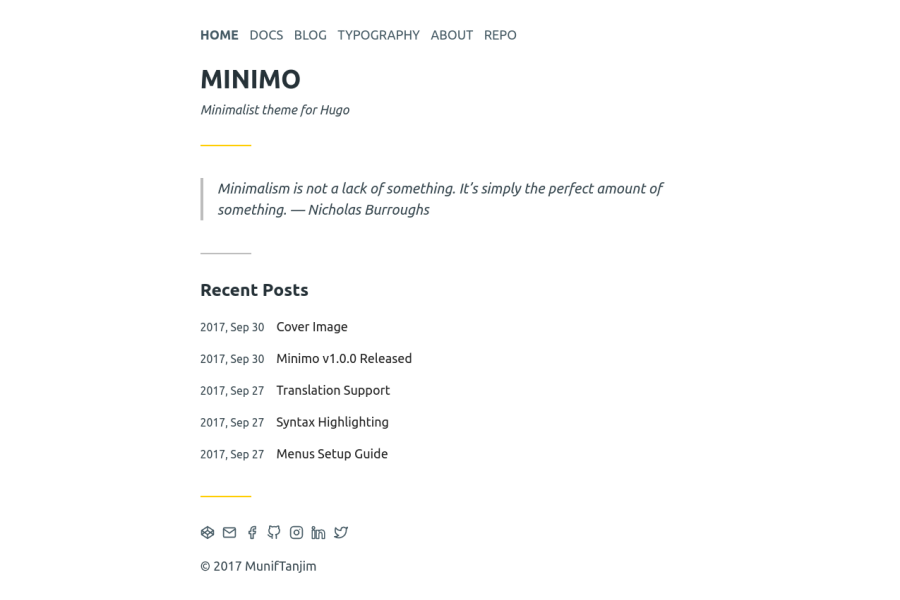 HOME DOCS BLOG TYPOGRAPHY ABOUT REPO
MINIMO
Minimalist theme for Hugo
Minimalism is not a lack of something. It's simply the perfect amount of
something. — Nicholas Burroughs
Recent Posts
2017, Sep 30 Cover Image
2017, Sep 30 Minimo v1.0.0 Released
2017, Sep 27 Translation Support
2017, Sep 27 Syntax Highlighting
2017, Sep 27 Menus Setup Guide
© 2017 MunifTanjim